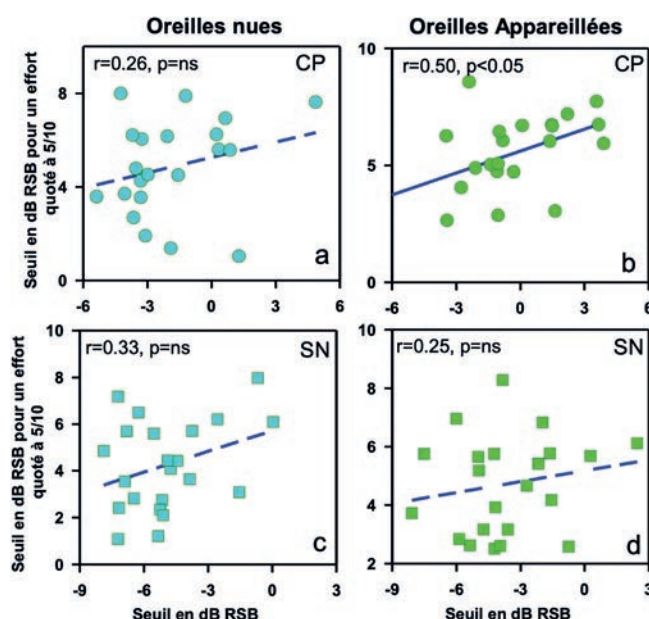 Oreilles nues
Oreilles Appareillées
r=0.26, p=ns
CP
8
4
0
-6
-3
0
3
6
a
Seuil en dB RSB pour un effort
quoté à 5/10
r=0.50, p<0.05
CP
10
5
0
-6
-3
0
3
6
b
r=0.33, p=ns
SN
10
8
6
4
2
0
-9
-6
-3
0
3
c
Seuil en dB RSB pour un effort
quoté à 5/10
Seuil en dB RSB
r=0.25, p=ns
SN
10
8
6
4
2
-9
-6
-3
0
3
d
Seuil en dB RSB